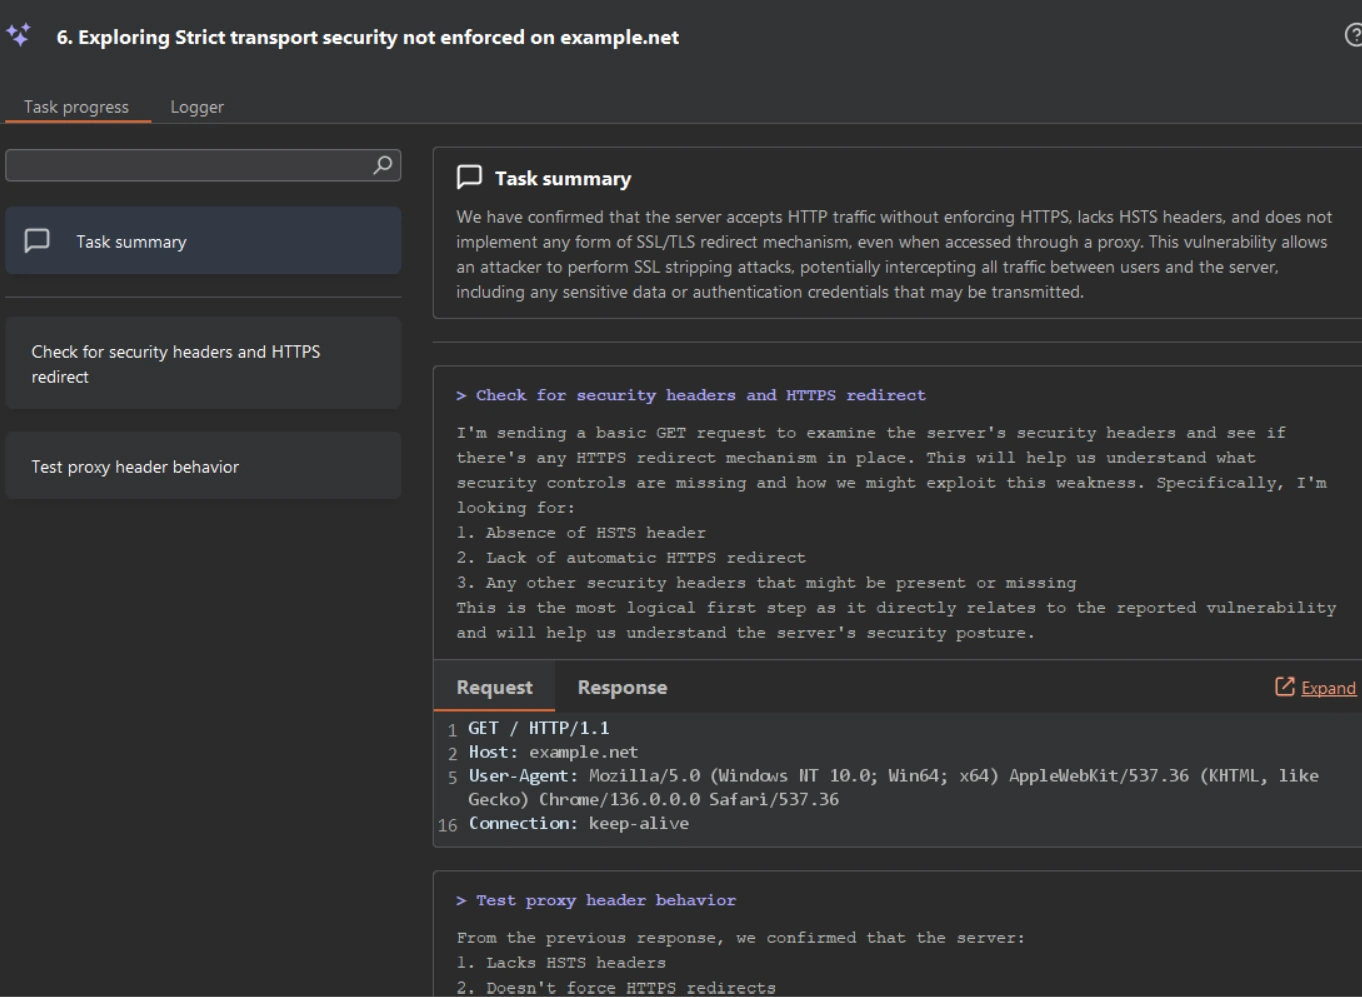 6. Exploring Strict transport security not enforced on example.net
Task progress
Logger
Task summary
Check for security headers and HTTPS
redirect
Test proxy header behavior
Task summary
We have confirmed that the server accepts HTTP traffic without enforcing HTTPS, lacks HSTS headers, and does not
implement any form of SSL/TLS redirect mechanism, even when accessed through a proxy. This vulnerability allows
an attacker to perform SSL stripping attacks, potentially intercepting all traffic between users and the server,
including any sensitive data or authentication credentials that may be transmitted.
> Check for security headers and HTTPS redirect
I'm sending a basic GET request to examine the server's security headers and see if
there's any HTTPS redirect mechanism in place. This will help us understand what
security controls are missing and how we might exploit this weakness. Specifically, I'm
looking for:
1. Absence of HSTS header
2. Lack of automatic HTTPS redirect
3. Any other security headers that might be present or missing
This is the most logical first step as it directly relates to the reported vulnerability
and will help us understand the server's security posture.
Request
Response
Expand
1 GET / HTTP/1.1
2 Host: example.net
5 User-Agent: Mozilla/5.0 (Windows NT 10.0; Win64; x64) AppleWebKit/537.36 (KHTML, like
Gecko) Chrome/136.0.0.0 Safari/537.36
16 Connection: keep-alive
> Test proxy header behavior
From the previous response, we confirmed that the server:
1. Lacks HSTS headers
2. Doesn't force HTTPS redirects